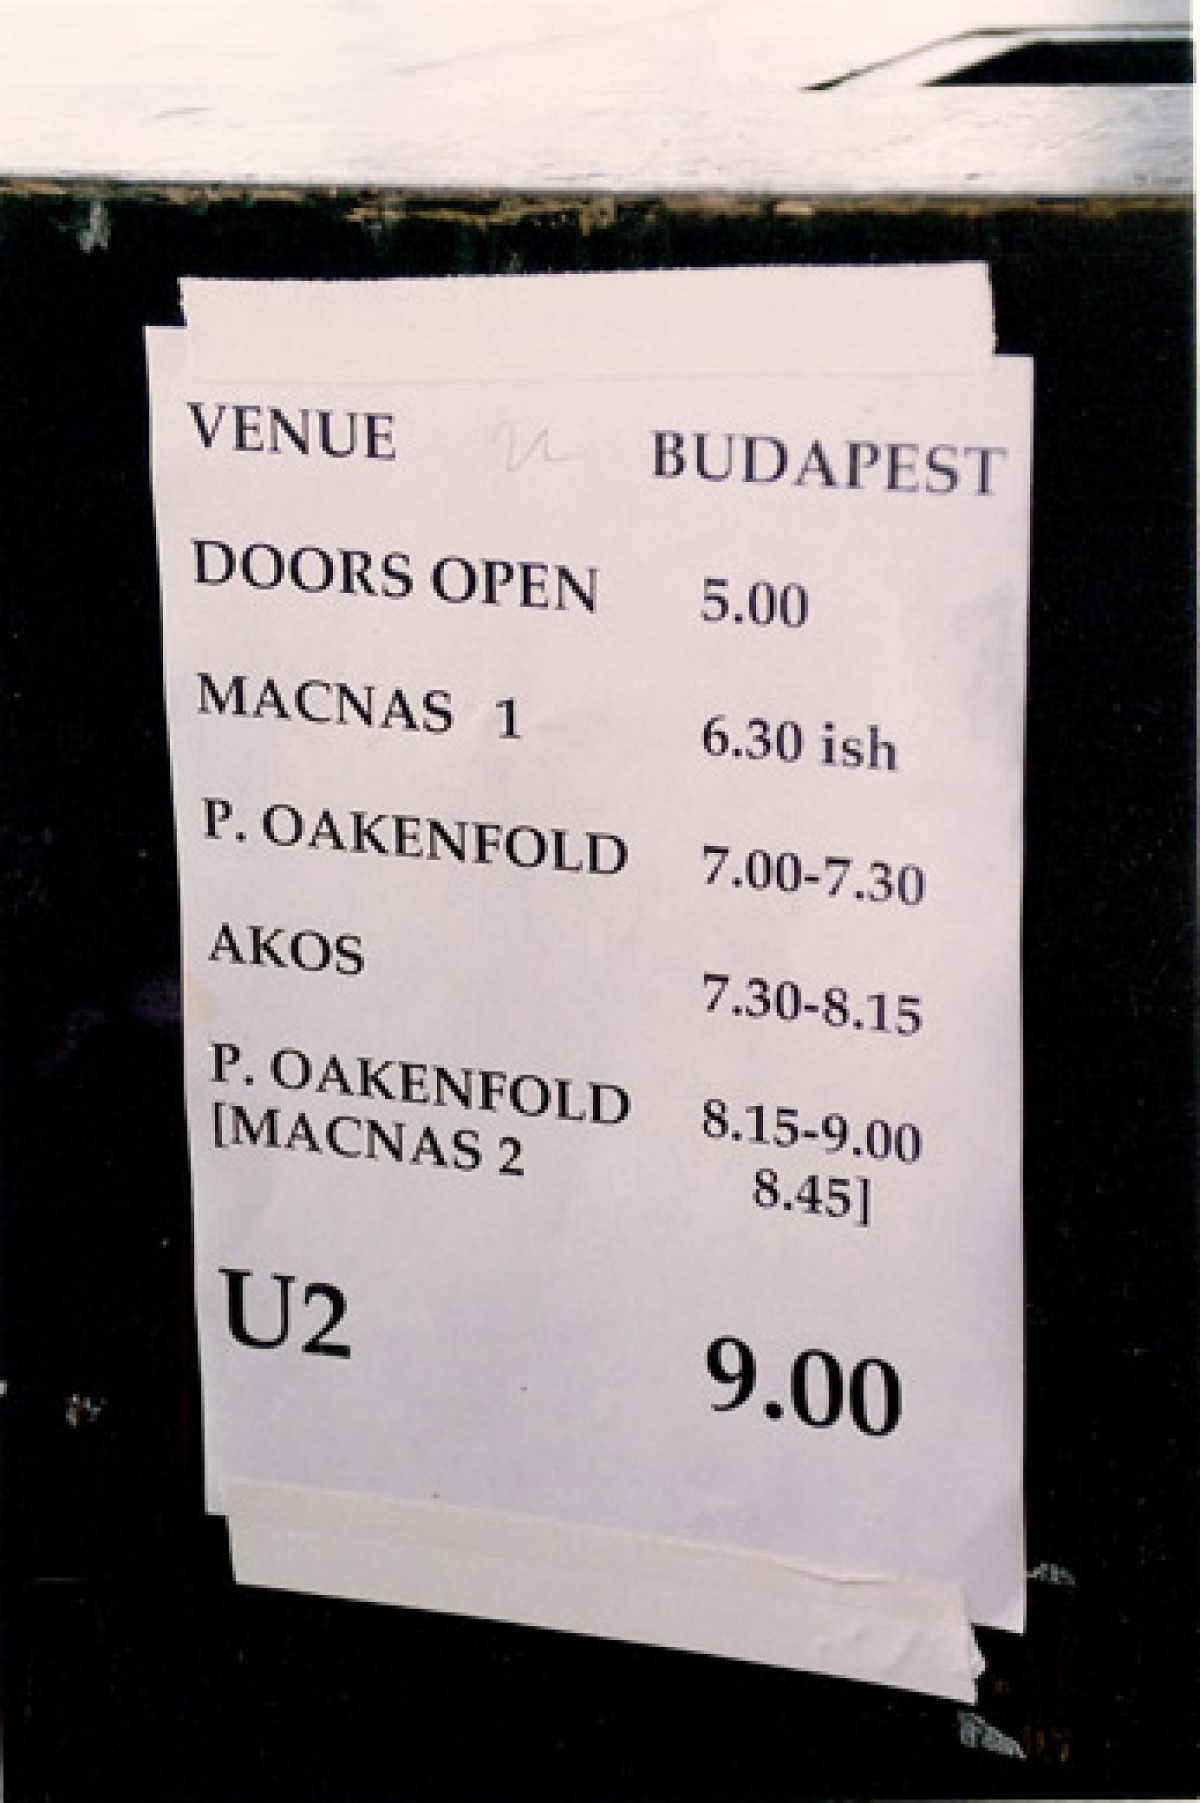 VENUE BUDAPEST
DOORS OPEN 5.00
MACNAS 1 6.30 ish
P. OAKENFOLD 7.00-7.30
AKOS 7.30-8.15
P. OAKENFOLD 8.15-9.00
[MACNAS 2 8.45]
U2 9.00